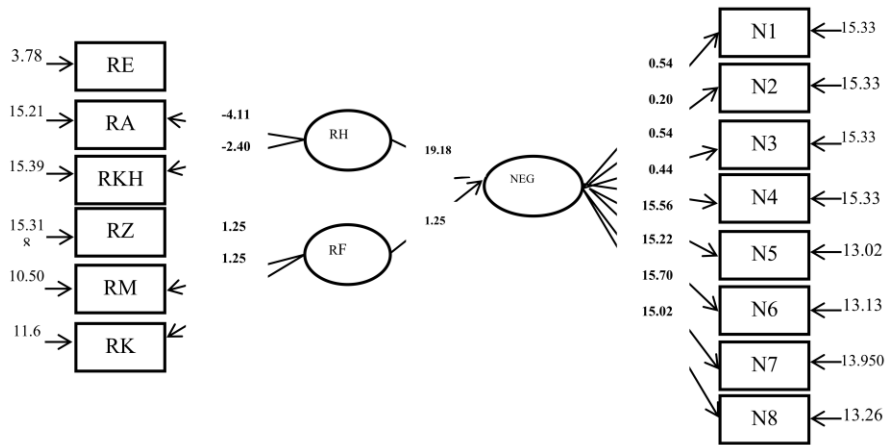 3.78
RE
15.21
RA
15.39
RKH
15.31
8
RZ
10.50
RM
11.6
RK
-4.11
-2.40
1.25
1.25
RH
RF
19.18
1.25
NEG
0.54
0.20
0.54
0.44
15.56
15.22
15.70
15.02
N1
15.33
N2
15.33
N3
15.33
N4
15.33
N5
13.02
N6
13.13
N7
13.950
N8
13.26